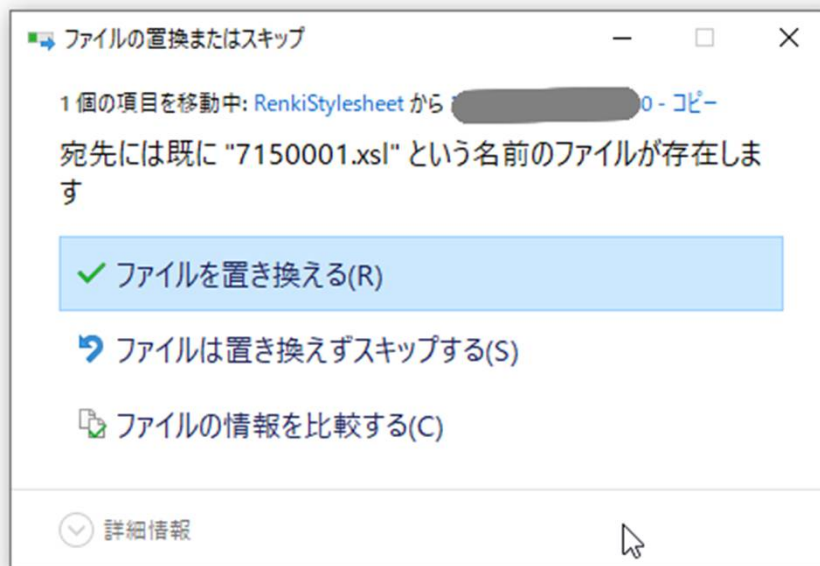 ファイルの置換またはスキップ
1 個の項目を移動中: RenkiStylesheet から 0 - コピー
宛先には既に "7150001.xsl" という名前のファイルが存在しま
す
ファイルを置き換える(R)
ファイルは置き換えずスキップする(S)
ファイルの情報を比較する(C)
詳細情報